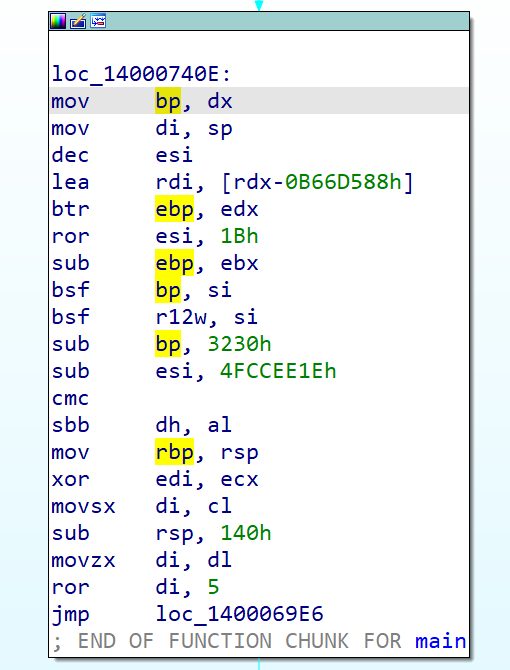 loc_14000740E:
mov bp, dx
mov di, sp
dec esi
lea rdi, [rdx-0B66D588h]
btr ebp, edx
ror esi, 1Bh
sub ebp, ebx
bsf bp, si
bsf r12w, si
sub bp, 3230h
sub esi, 4FCCEE1Eh
cmc
sbb dh, al
mov rbp, rsp
xor edi, ecx
movsx di, cl
sub rsp, 140h
movzx di, dl
ror di, 5
jmp loc_1400069E6
; END OF FUNCTION CHUNK FOR main